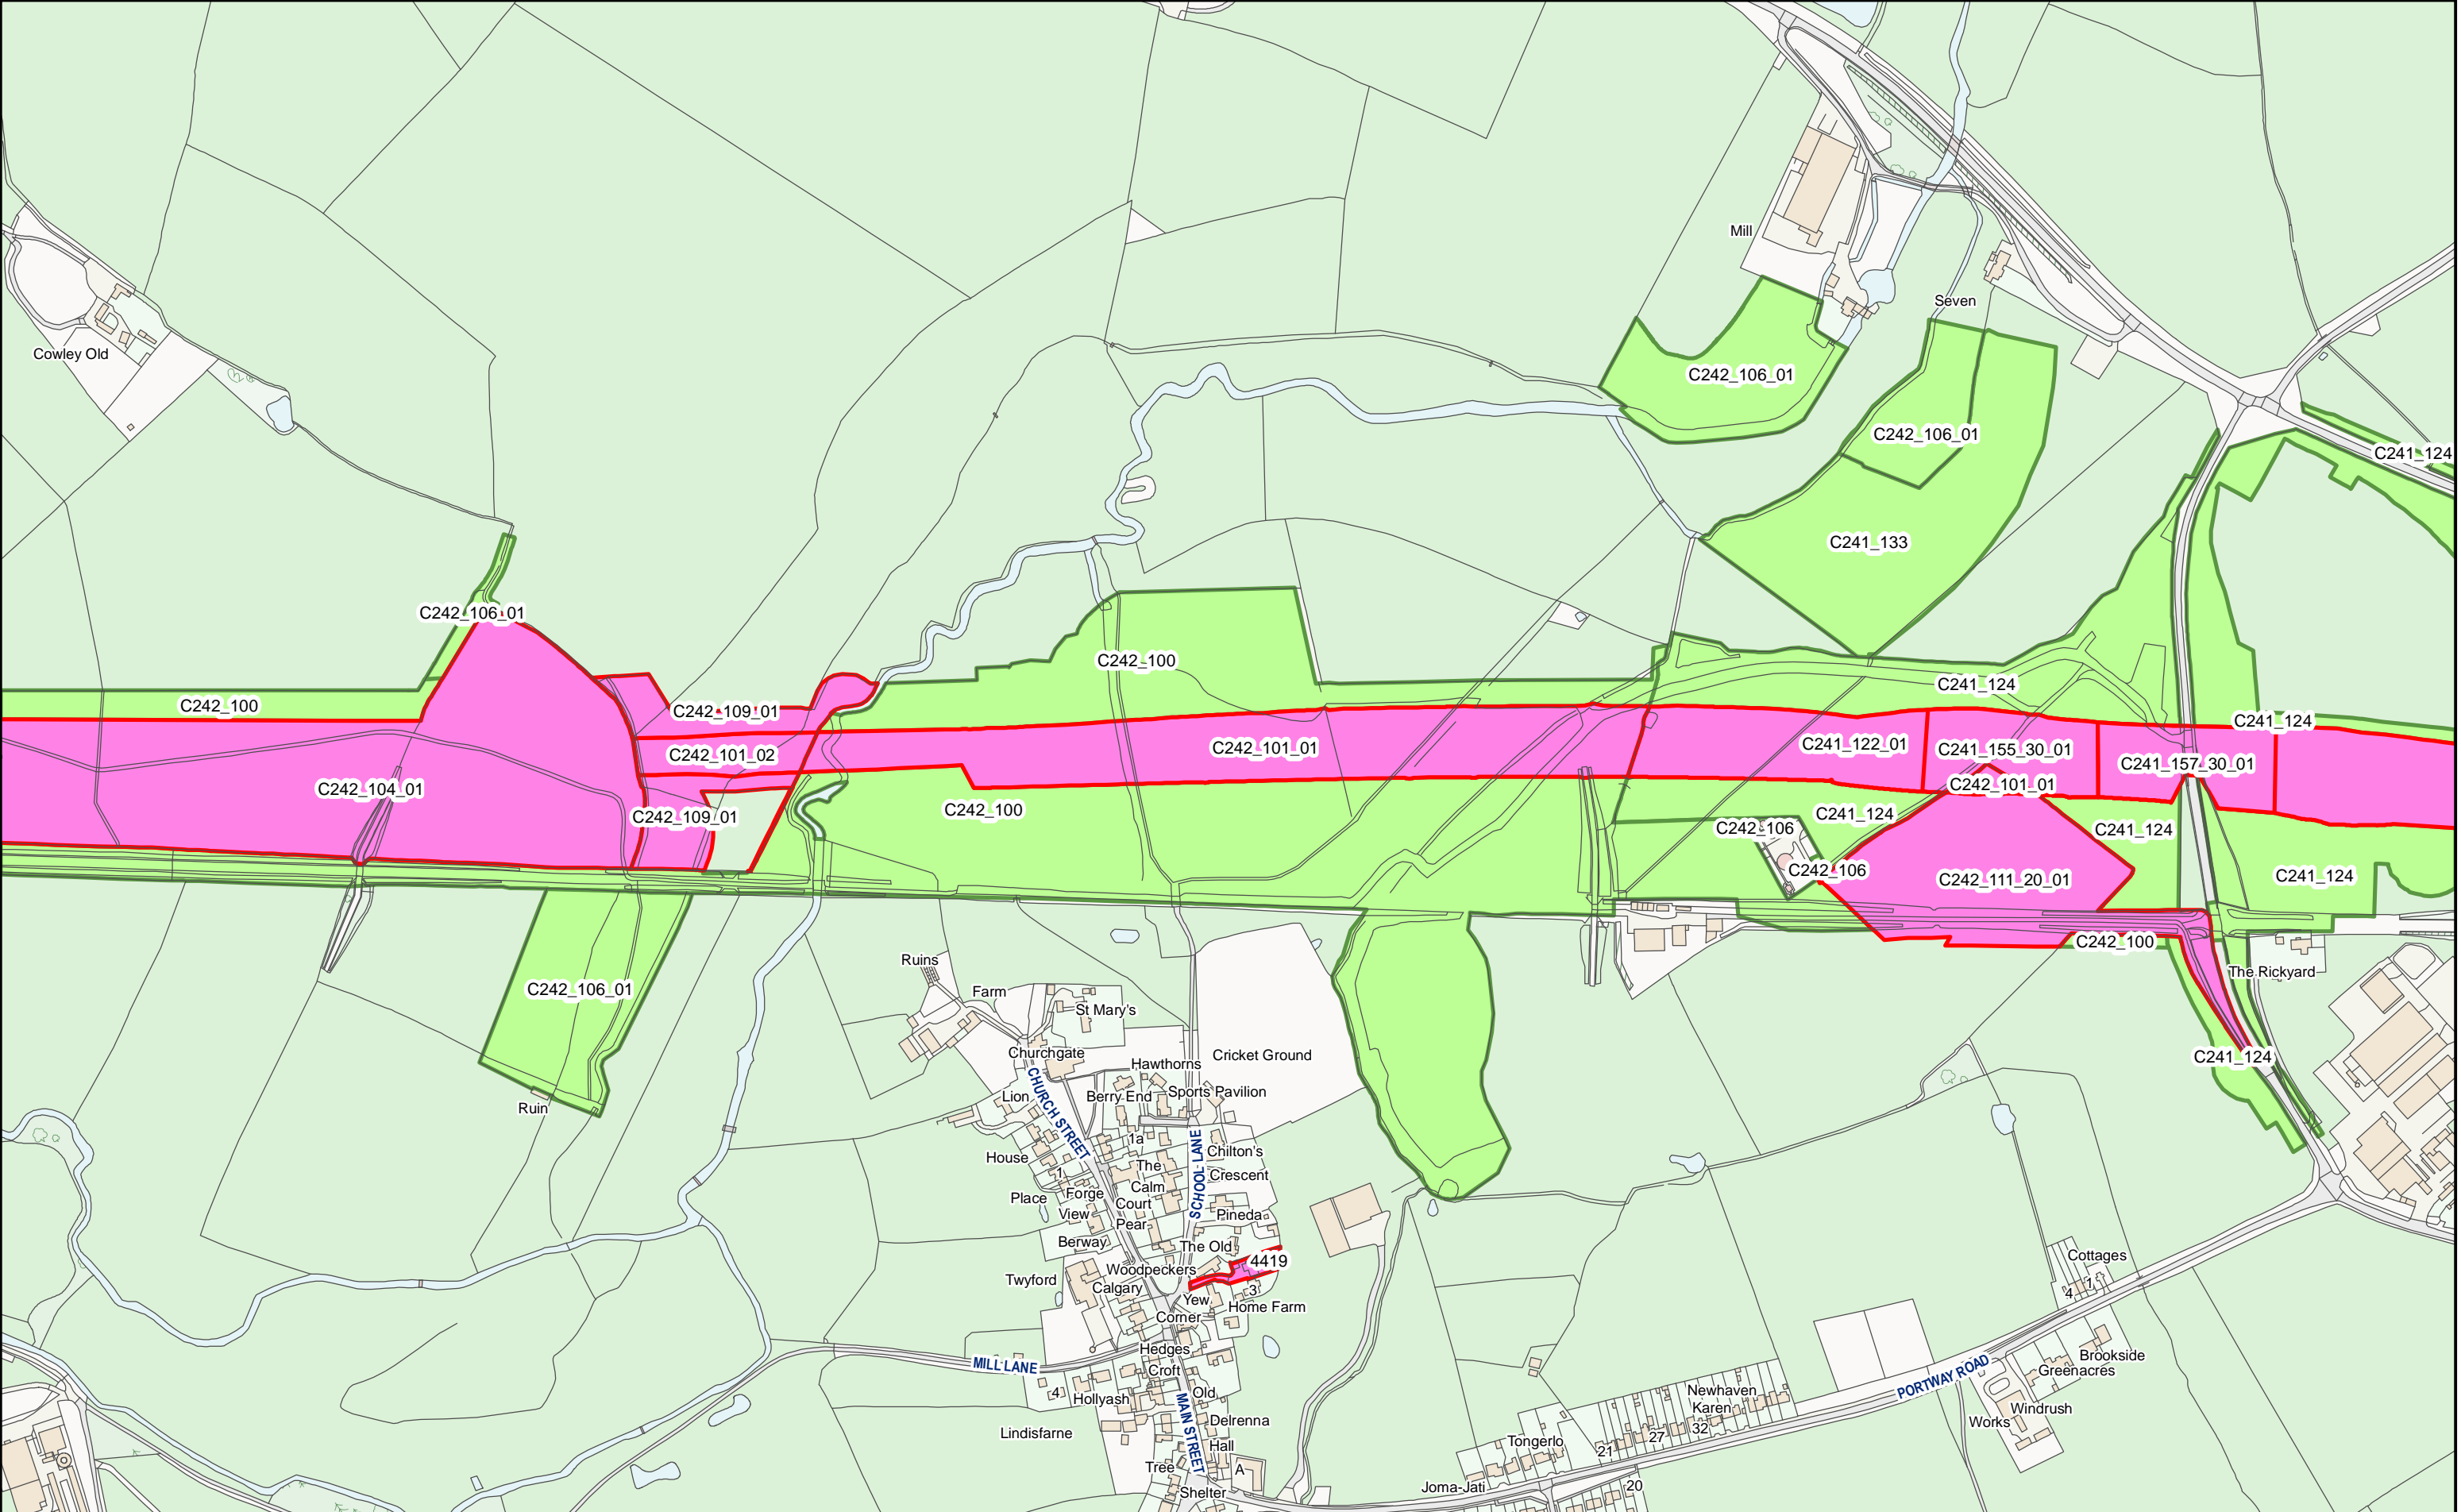 Mill
Seven
Cowley Old
C242_106_01
C242_106_01
C241_124
C241_133
C242_106_01
C242_100
C241_124
C242_100
C242_109_01
C241_124
C242_101_02
C242_101_01
C241_122_01
C241_155_30_01
C241_157_30_01
C242_104_01
C242_101_01
C242_109_01
C242_100
C241_124
C242_106
C241_124
C242_106
C242_111_20_01
C241_124
C242_100
Ruins
The Rickyard
C242_106_01
Farm
St Mary's
Churchgate
Cricket Ground
C241_124
Hawthorns
CHURCH STREET
Lion
Berry End
Sports Pavilion
Ruin
1a
SCHOOL LANE
Chilton's
House
The
1
Crescent
Calm
Place
Forge
Court
View
Pear
Pineda
Berway
The Old
Cottages
4419
Woodpeckers
Twyford
1
Calgary
3
4
Yew
Home Farm
Corner
Hedges
Brookside
MILL LANE
Croft
Greenacres
PORTWAY ROAD
4
Hollyash
Old
Newhaven
Karen
Windrush
MAIN STREET
Delrenna
Works
32
Lindisfarne
27
Hall
Tongerlo
21
Tree
A
Joma-Jati
20
Shelter